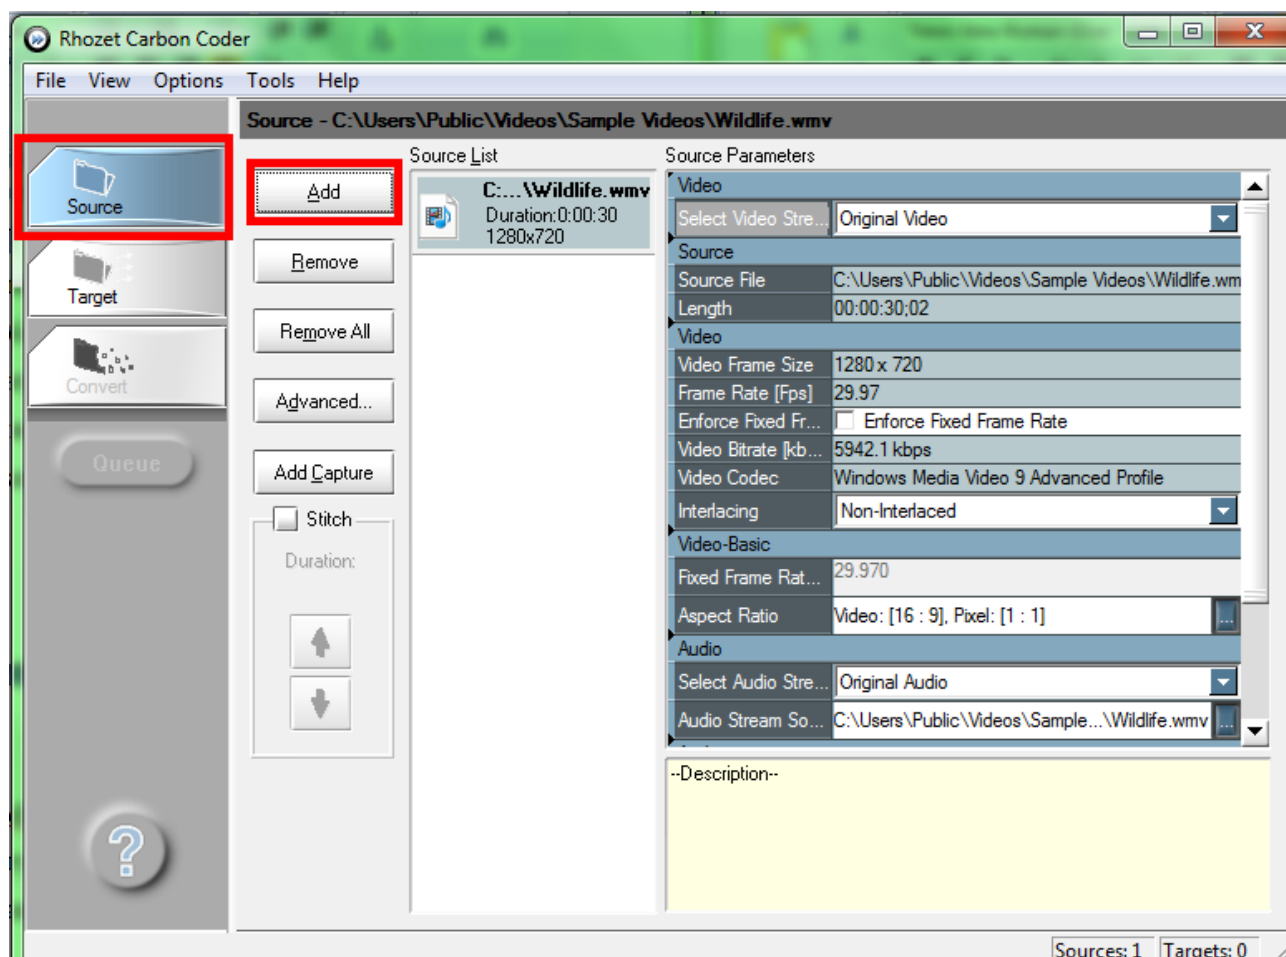 Rhozet Carbon Coder
File View Options Tools Help
Source - C:\Users\Public\Videos\Sample Videos\Wildlife.wmv
Source
Target
Convert
Queue
Add
Remove
Remove All
Advanced...
Add Capture
Stitch
Duration:
Source List
C:...\Wildlife.wmv
Duration:0:00:30
1280x720
Source Parameters
Video
Select Video Stre... Original Video
Source
Source File C:\Users\Public\Videos\Sample Videos\Wildlife.wm
Length 00:00:30;02
Video
Video Frame Size 1280 x 720
Frame Rate [Fps] 29.97
Enforce Fixed Fr... Enforce Fixed Frame Rate
Video Bitrate [kb... 5942.1 kbps
Video Codec Windows Media Video 9 Advanced Profile
Interlacing Non-Interlaced
Video-Basic
Fixed Frame Rat... 29.970
Aspect Ratio Video: [16 : 9], Pixel: [1 : 1] ...
Audio
Select Audio Stre... Original Audio
Audio Stream So... C:\Users\Public\Videos\Sample...\Wildlife.wmv ...
--Description--
Sources: 1 Targets: 0